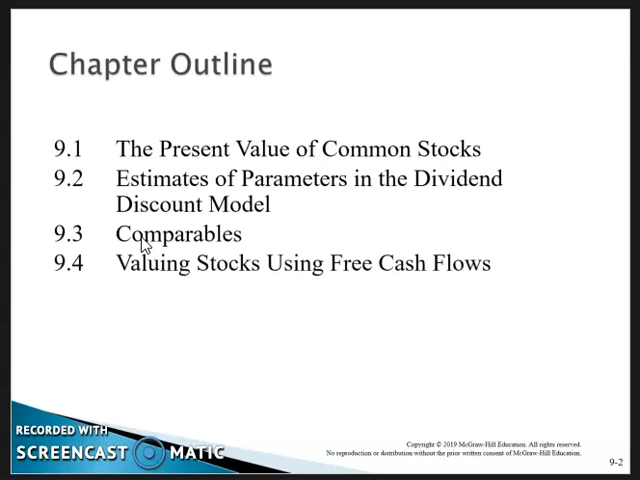 Chapter Outline
9.1 The Present Value of Common Stocks
9.2 Estimates of Parameters in the Dividend
Discount Model
9.3 Comparables
9.4 Valuing Stocks Using Free Cash Flows
RECORDED WITH
SCREENCAST MATIC
Copyright © 2019 McGraw-Hill Education. All rights reserved.
No reproduction or distribution without the prior written consent of McGraw-Hill Education.
9-2